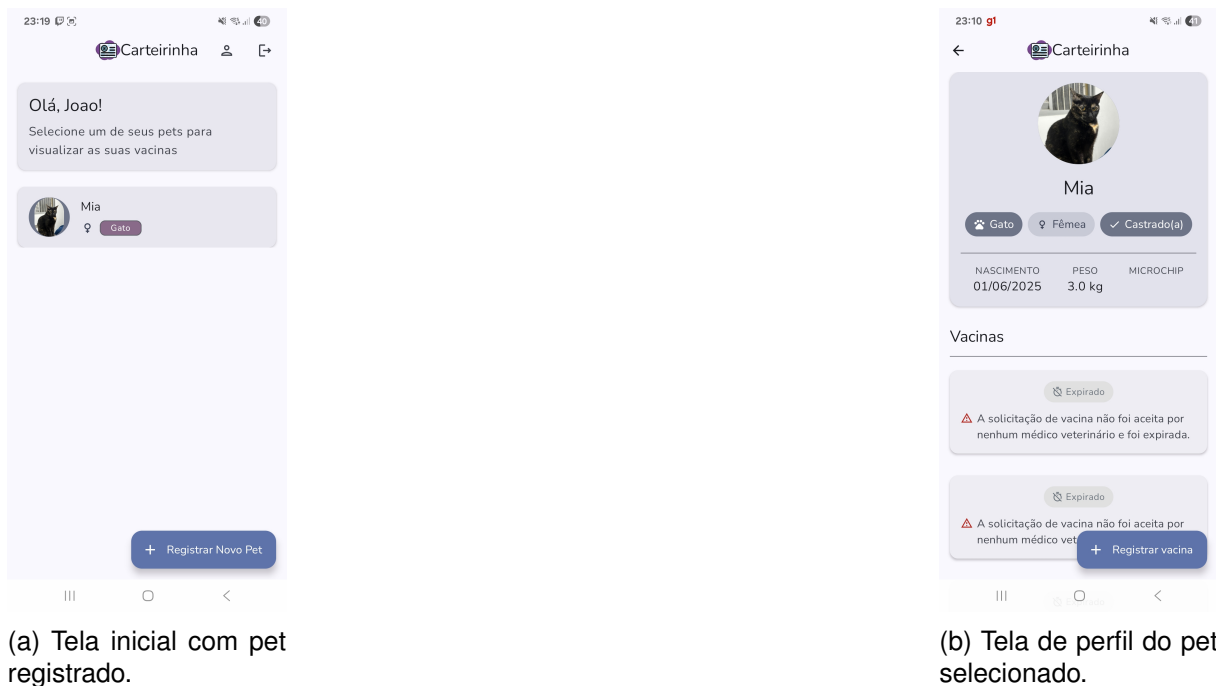 23:19
40
Carteirinha
Olá, Joao!
Selecione um de seus pets para
visualizar as suas vacinas
Mia
Gato
+ Registrar Novo Pet
(a) Tela inicial com pet
registrado.
23:10 g1
41
Carteirinha
Mia
Gato
Fêmea
Castrado(a)
NASCIMENTO PESO MICROCHIP
01/06/2025 3.0 kg
Vacinas
Expirado
A solicitação de vacina não foi aceita por
nenhum médico veterinário e foi expirada.
Expirado
A solicitação de vacina não foi aceita por
nenhum médico vet
+ Registrar vacina
(b) Tela de perfil do pet
selecionado.